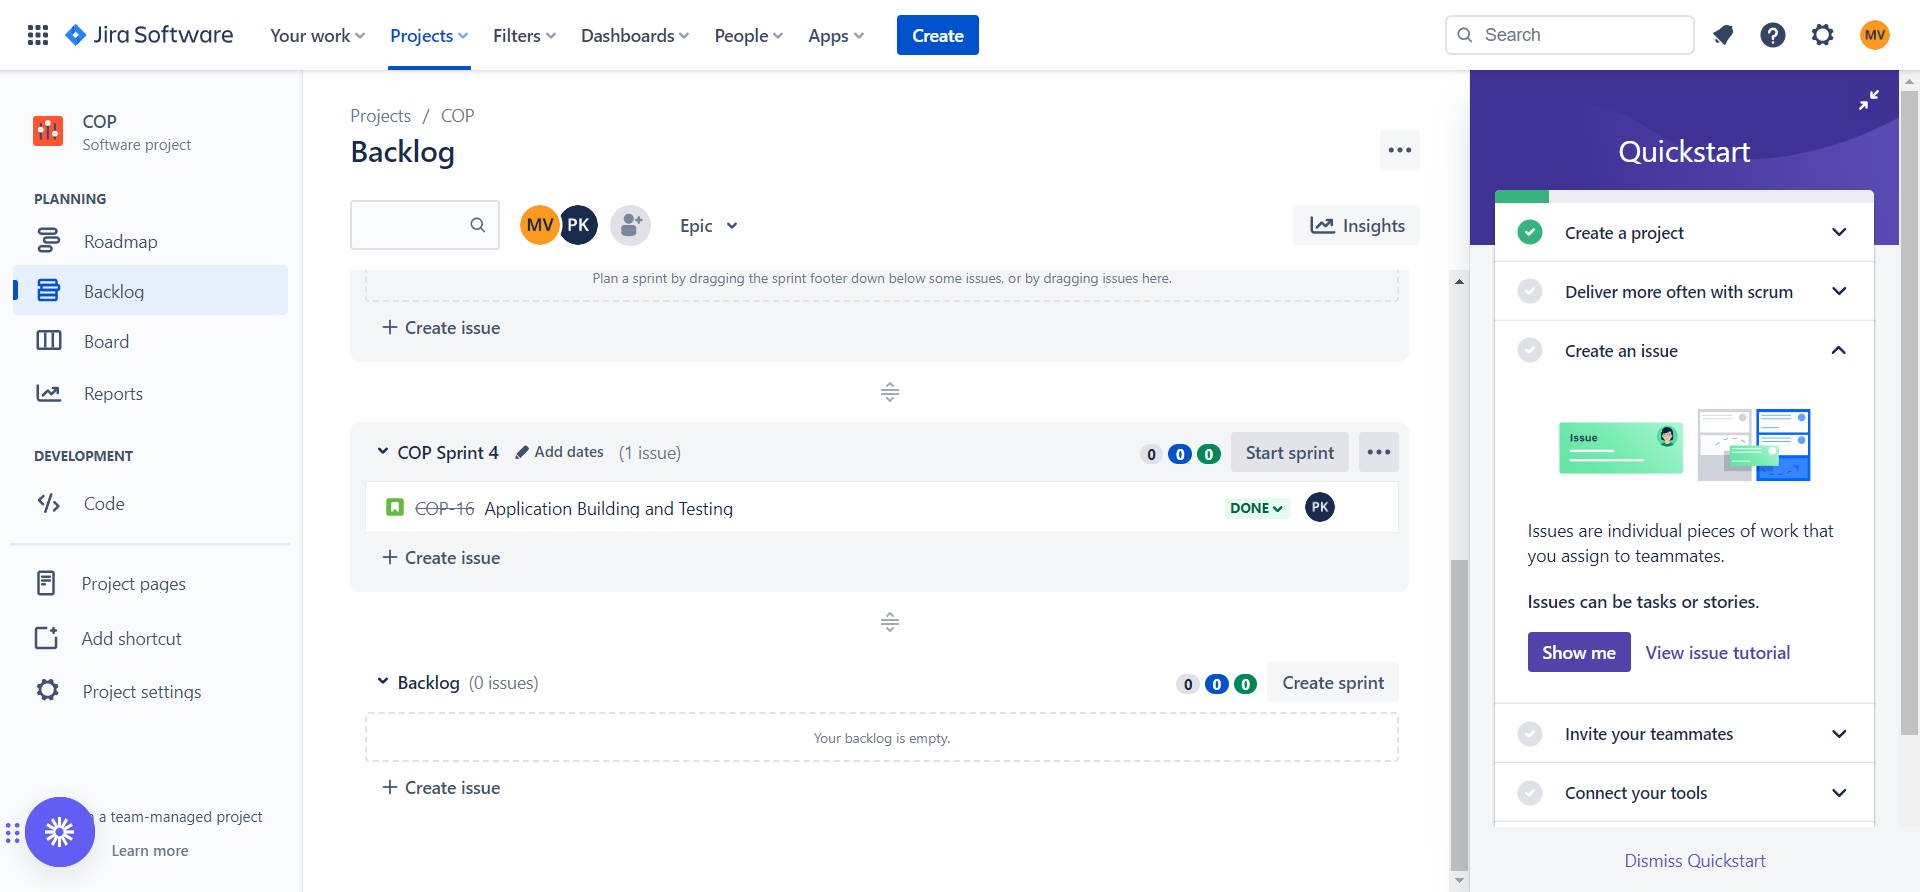 Jira Software
Your work
Projects
Filters
Dashboards
People
Apps
Create
Search
MV
COP
Software project
PLANNING
Roadmap
Backlog
Board
Reports
DEVELOPMENT
Code
Project pages
Add shortcut
Project settings
a team-managed project
Learn more
Projects / COP
Backlog
MV PK
Epic
Insights
Plan a sprint by dragging the sprint footer down below some issues, or by dragging issues here.
+ Create issue
COP Sprint 4 Add dates (1 issue)
0 0 0 Start sprint
COP-16 Application Building and Testing DONE PK
+ Create issue
Backlog (0 issues)
0 0 0 Create sprint
Your backlog is empty.
+ Create issue
Quickstart
Create a project
Deliver more often with scrum
Create an issue
Issue
Issues are individual pieces of work that
you assign to teammates.
Issues can be tasks or stories.
Show me View issue tutorial
Invite your teammates
Connect your tools
Dismiss Quickstart